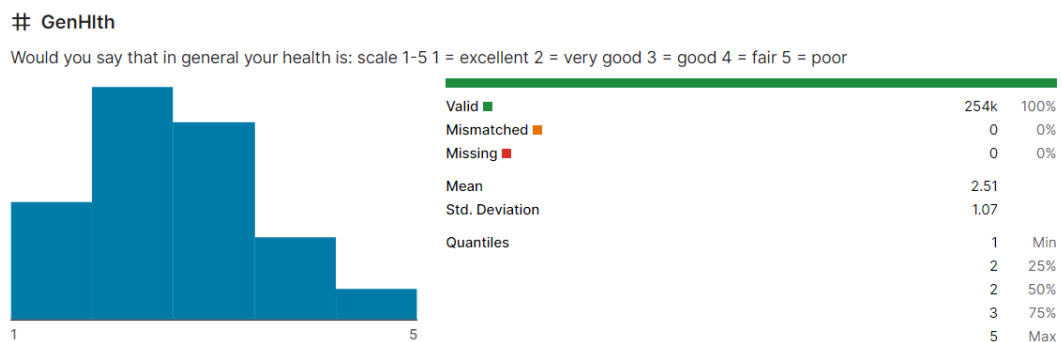 # GenHlth
Would you say that in general your health is: scale 1-5 1 = excellent 2 = very good 3 = good 4 = fair 5 = poor
1 5
Valid 254k 100%
Mismatched 0 0%
Missing 0 0%
Mean 2.51
Std. Deviation 1.07
Quantiles 1 Min
2 25%
2 50%
3 75%
5 Max